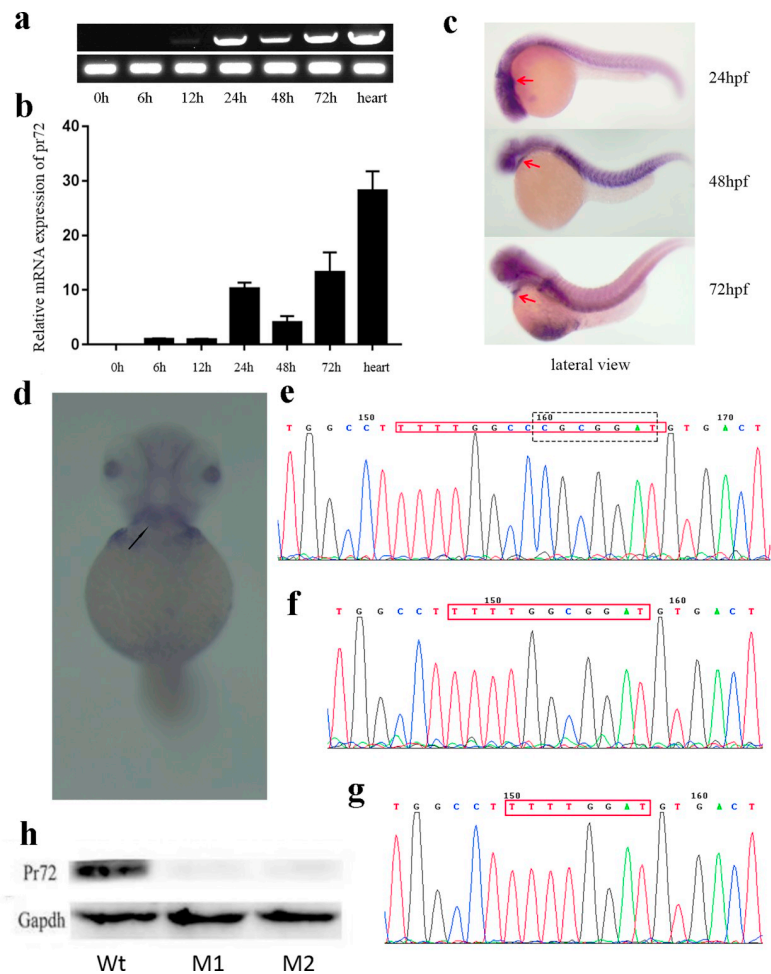 a
0h 6h 12h 24h 48h 72h heart
b
Relative mRNA expression of pr72
40
30
20
10
0
0h 6h 12h 24h 48h 72h heart
c
24hpf
48hpf
72hpf
lateral view
d
e
150 160 170
T G G C C T T T T T G G C C C G C G G A T G T G A C T
f
150 160
T G G C C T T T T T G G C G G A T G T G A C T
g
150 160
T G G C C T T T T T G G A T G T G A C T
h
Pr72
Gapdh
Wt M1 M2